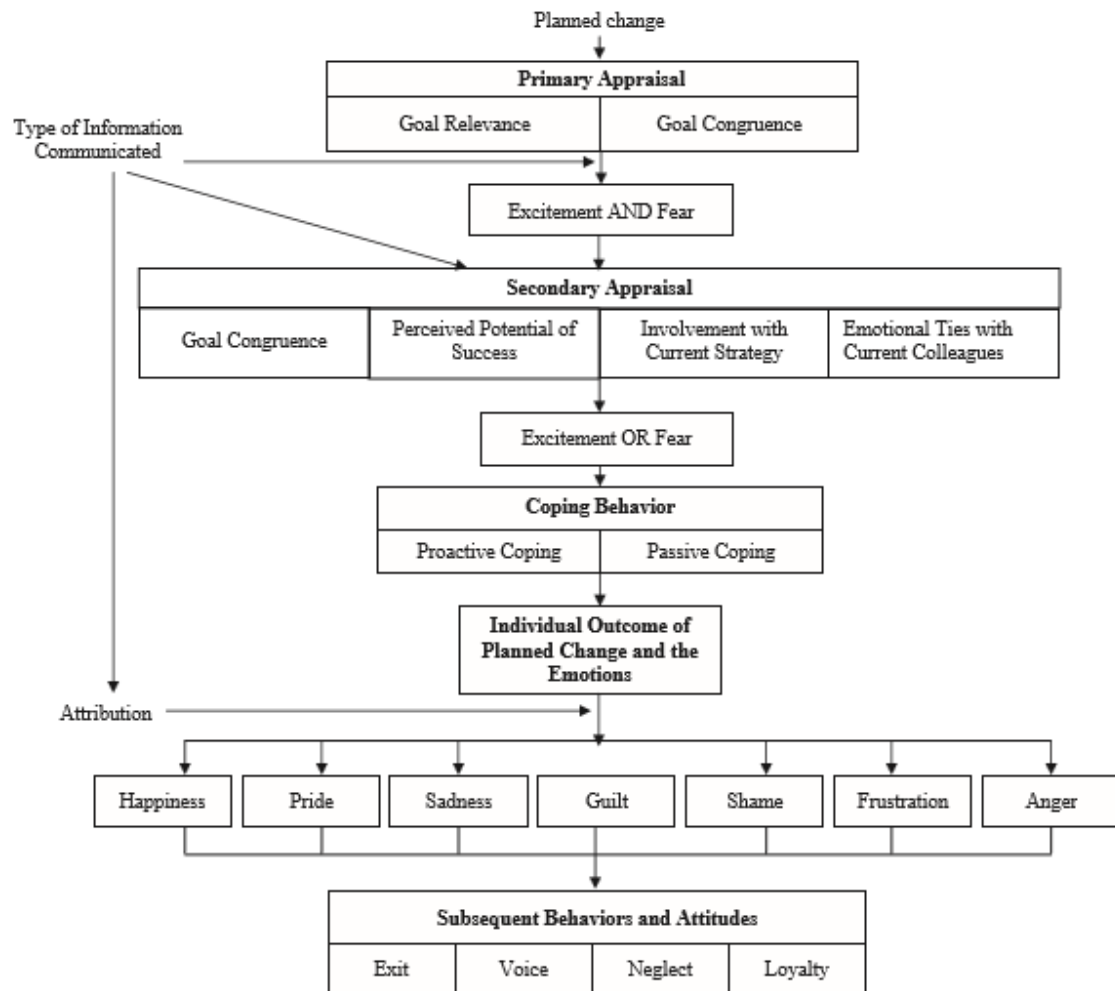 Planned change
Primary Appraisal
Goal Relevance
Goal Congruence
Type of Information
Communicated
Excitement AND Fear
Secondary Appraisal
Goal Congruence
Perceived Potential of
Success
Involvement with
Current Strategy
Emotional Ties with
Current Colleagues
Excitement OR Fear
Coping Behavior
Proactive Coping
Passive Coping
Individual Outcome of
Planned Change and the
Emotions
Attribution
Happiness
Pride
Sadness
Guilt
Shame
Frustration
Anger
Subsequent Behaviors and Attitudes
Exit
Voice
Neglect
Loyalty